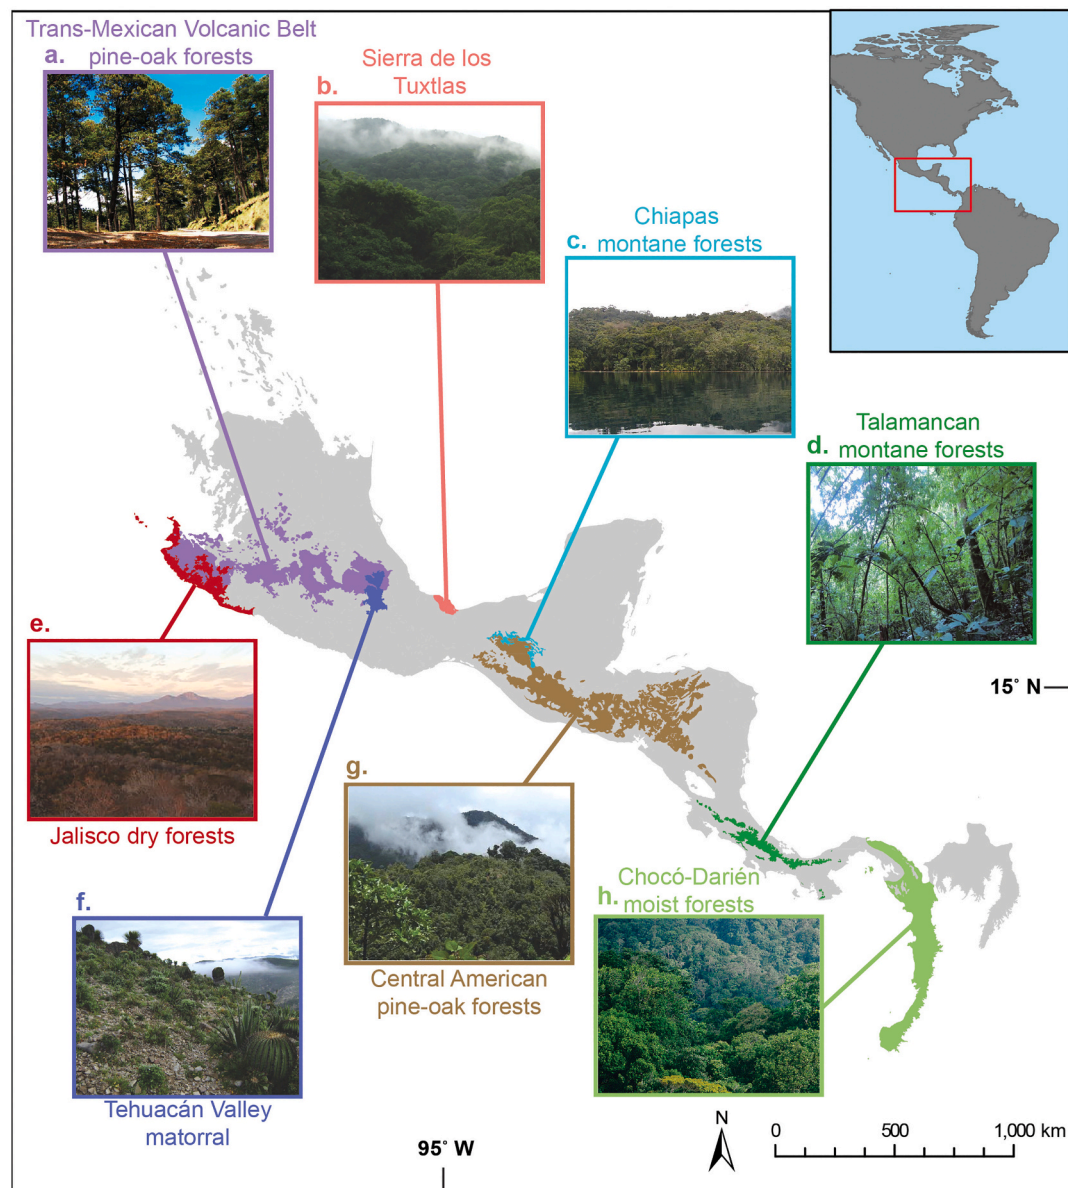 Trans-Mexican Volcanic Belt
a. pine-oak forests
Sierra de los
b. Tuxtlas
Chiapas
c. montane forests
Talamancan
d. montane forests
15° N
e.
Jalisco dry forests
g.
Central American
pine-oak forests
f.
Tehuacán Valley
matorral
Chocó-Darién
h. moist forests
95° W
N
0 500 1,000 km